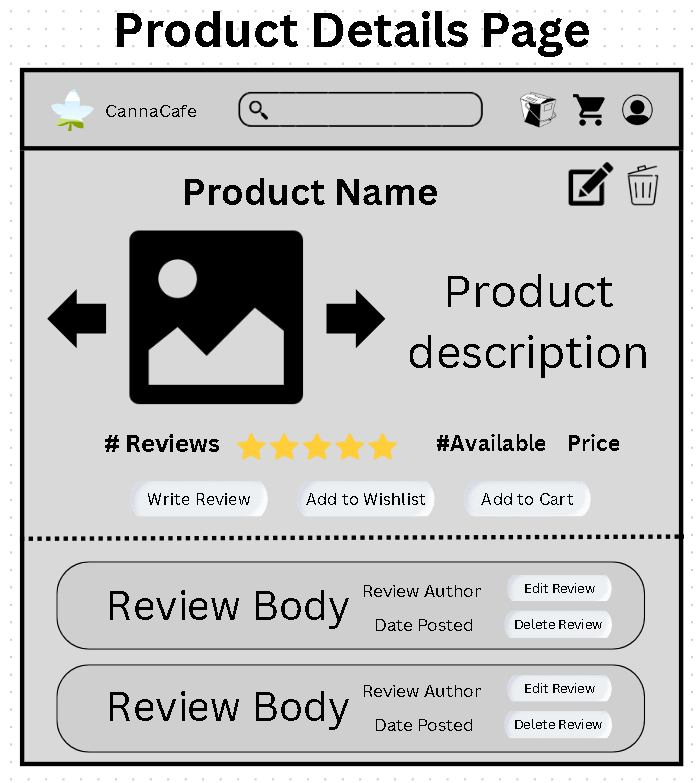 Product Details Page
CannaCafe
Product Name
Product
description
# Reviews #Available Price
Write Review Add to Wishlist Add to Cart
Review Body Review Author Edit Review
Date Posted Delete Review
Review Body Review Author Edit Review
Date Posted Delete Review